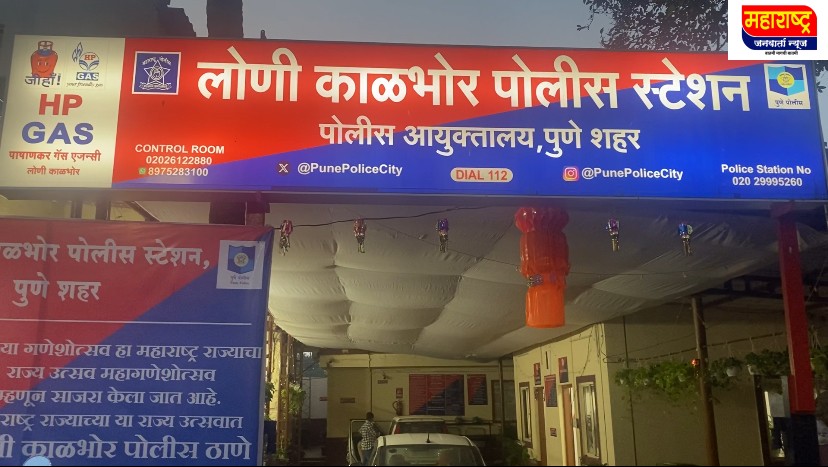 महाराष्ट्र
जनवार्ता न्यूज
जाँहाँ!
HP
GAS
HP
GAS
पाषाणकर गॅस एजन्सी
लोणी काळभोर
लोणी काळभोर पोलीस स्टेशन
पोलीस आयुक्तालय,पुणे शहर
पुणे पोलीस
CONTROL ROOM
02026122880
8975283100
@PunePoliceCity
DIAL 112
@PunePoliceCity
Police Station No
020 29995260
ळभोर पोलीस स्टेशन,
पुणे शहर
पुणे पोलीस
या गणेशोत्सव हा महाराष्ट्र राज्याचा
राज्य उत्सव महागणेशोत्सव
म्हणून साजरा केला जात आहे.
राष्ट्र राज्याच्या या राज्य उत्सवात
काळभोर पोलीस ठाणे